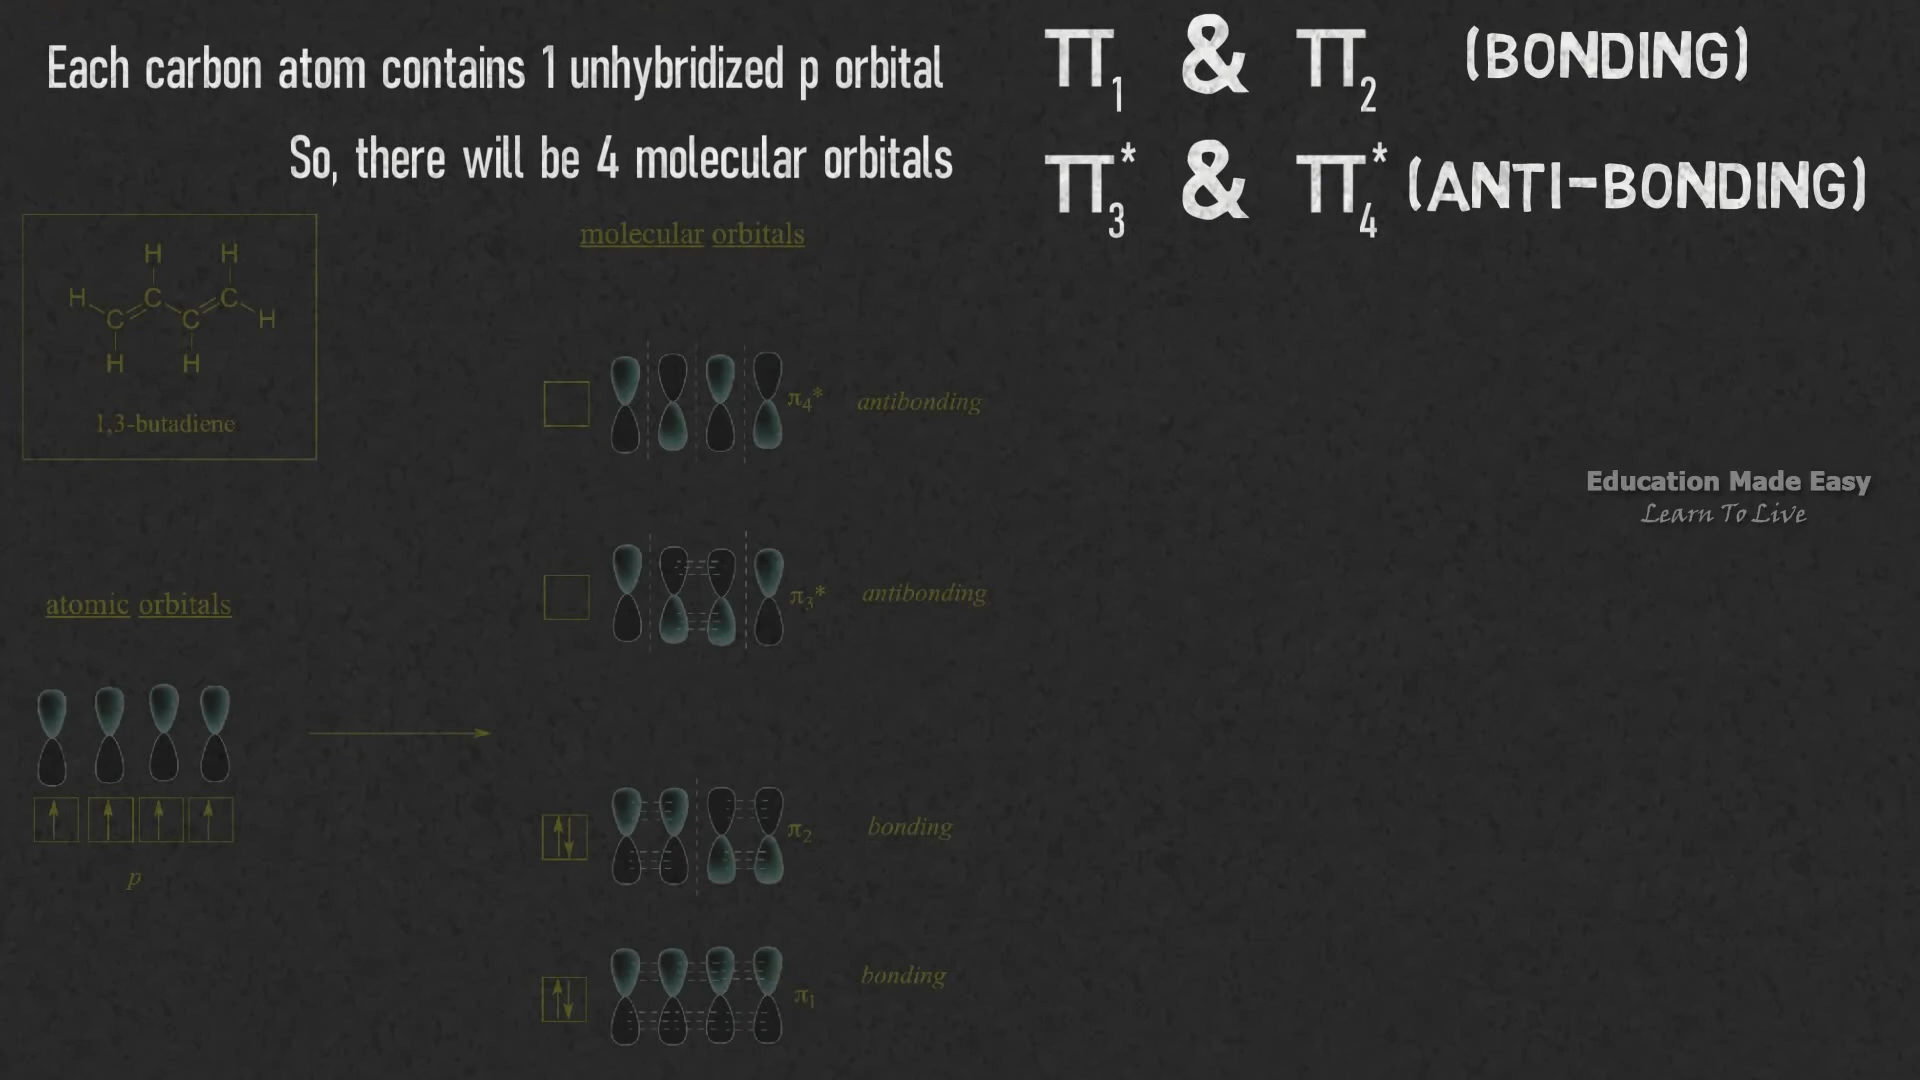 Each carbon atom contains 1 unhybridized p orbital
So, there will be 4 molecular orbitals
π1 & π2 (BONDING)
π3* & π4* (ANTI-BONDING)
molecular orbitals
H H
H C C
C C H
H H
1,3-butadiene
π4* antibonding
Education Made Easy
Learn To Live
π3* antibonding
atomic orbitals
p
π2 bonding
π1 bonding